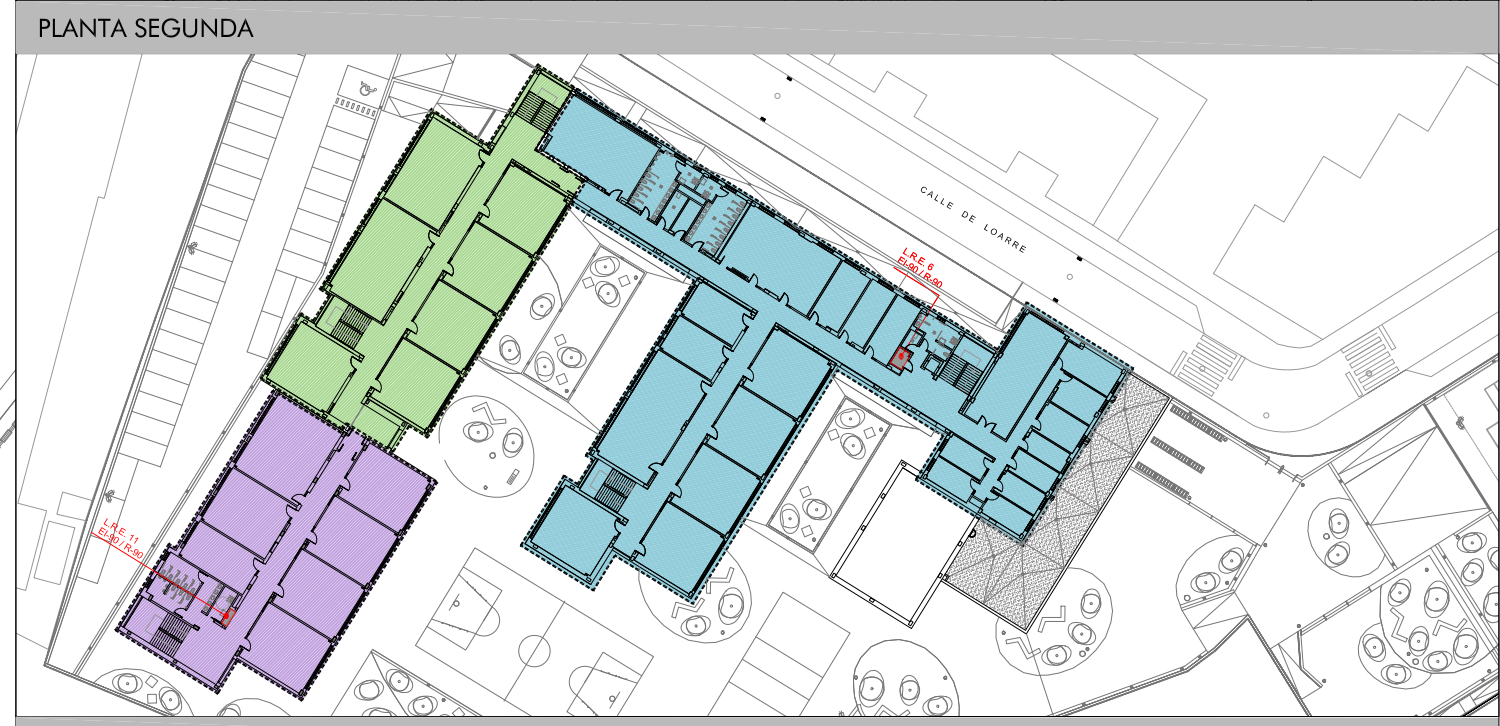 PLANTA SEGUNDA
CALLE DE LOARRE
L.R.E. 6
EI-90 / R-90
L.R.E. 11
EI-90 / R-90